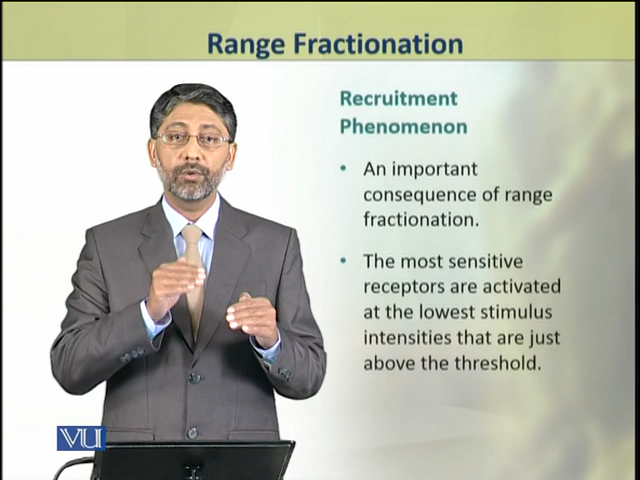 Range Fractionation
Recruitment
Phenomenon
• An important
consequence of range
fractionation.
• The most sensitive
receptors are activated
at the lowest stimulus
intensities that are just
above the threshold.
VU